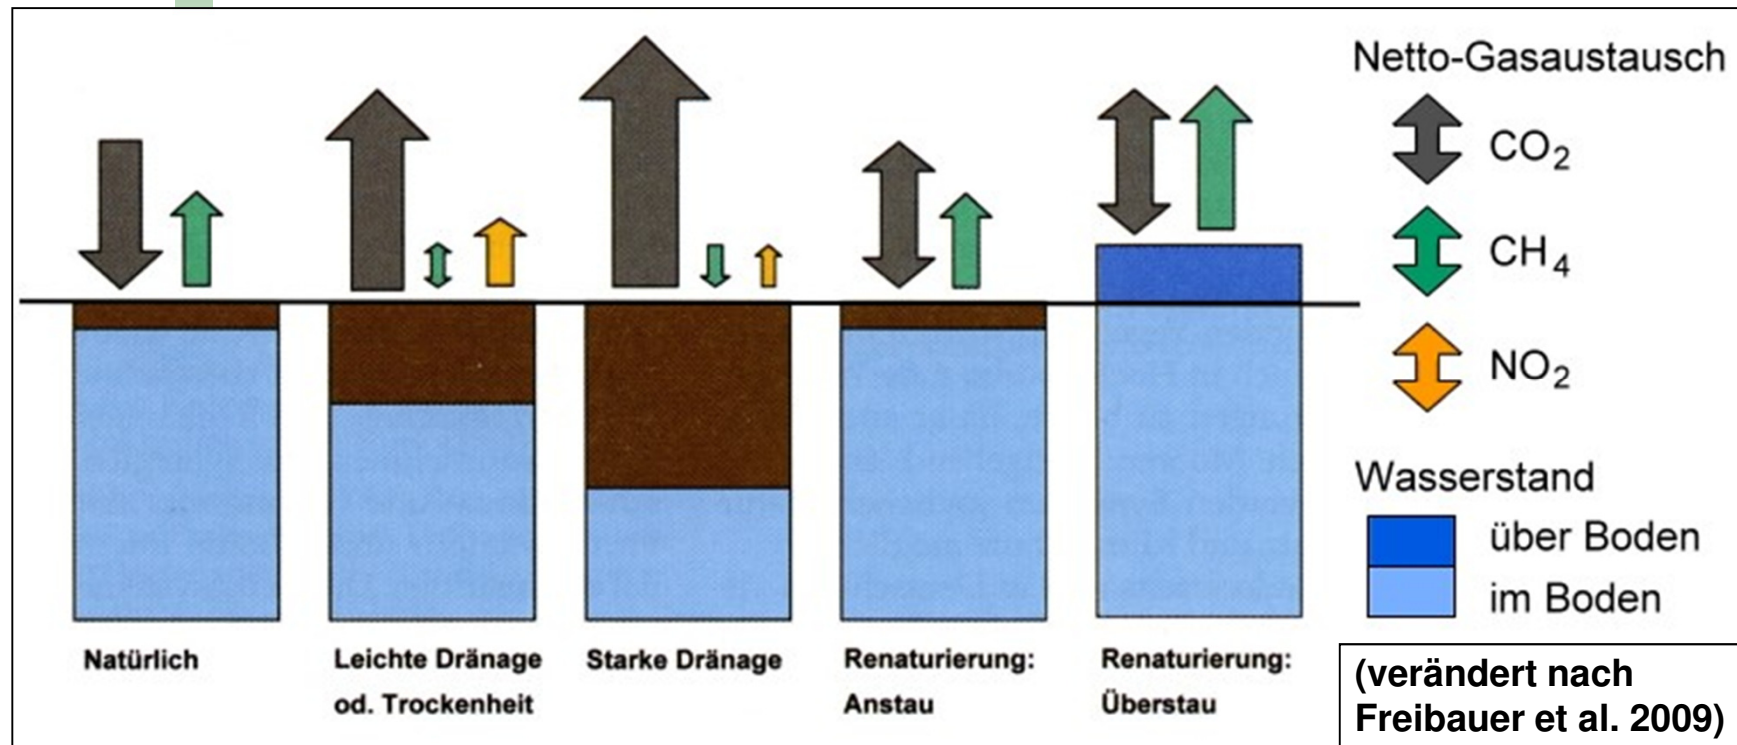 Netto-Gasaustausch
CO₂
CH₄
NO₂
Wasserstand
über Boden
im Boden
Natürlich
Leichte Dränage
od. Trockenheit
Starke Dränage
Renaturierung:
Anstau
Renaturierung:
Überstau
(verändert nach
Freibauer et al. 2009)